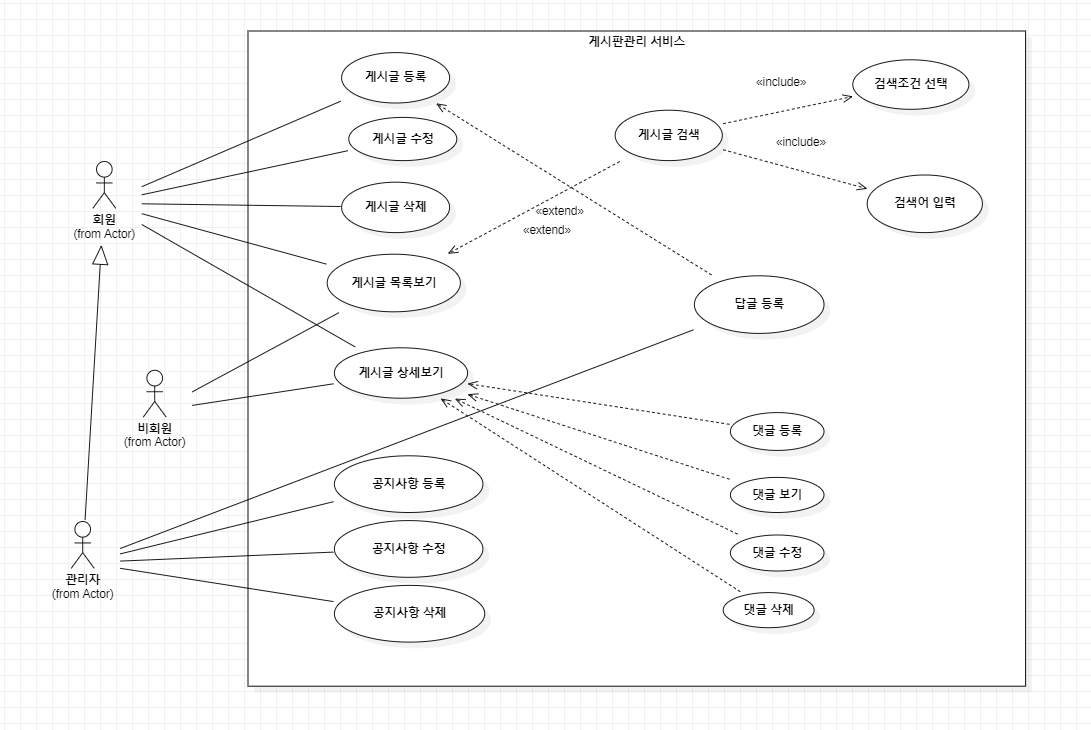 게시판관리 서비스
게시글 등록
검색조건 선택
«include»
게시글 수정
게시글 검색
«include»
회원
(from Actor)
게시글 삭제
검색어 입력
«extend»
«extend»
게시글 목록보기
답글 등록
게시글 상세보기
비회원
(from Actor)
댓글 등록
공지사항 등록
댓글 보기
공지사항 수정
댓글 수정
관리자
(from Actor)
공지사항 삭제
댓글 삭제